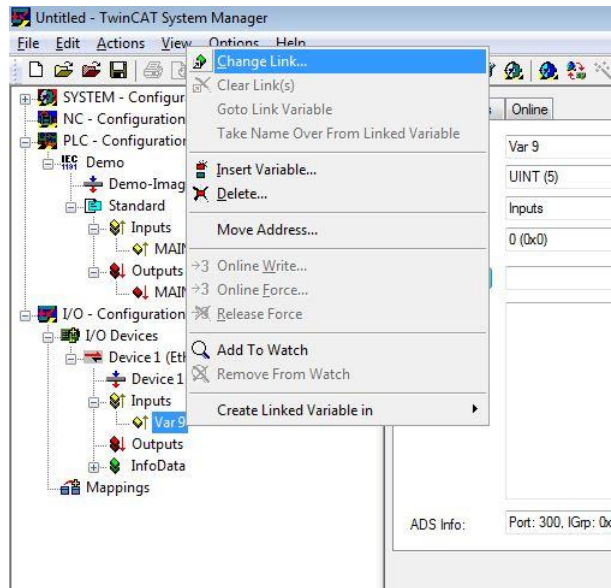 Untitled - TwinCAT System Manager
File Edit Actions View Options Help
SYSTEM - Configur
NC - Configuration
PLC - Configuration
IEC
1131
Demo
Demo-Imag
Standard
Inputs
MAIN
Outputs
MAIN
I/O - Configuration
I/O Devices
Device 1 (Eth
Device 1
Inputs
Var 9
Outputs
InfoData
Mappings
Change Link...
Clear Link(s)
Goto Link Variable
Take Name Over From Linked Variable
Insert Variable...
Delete...
Move Address...
→3 Online Write...
→3 Online Force...
Release Force
Add To Watch
Remove From Watch
Create Linked Variable in
Online
Var 9
UINT (5)
Inputs
0 (0x0)
ADS Info: Port: 300, IGrp: 0x